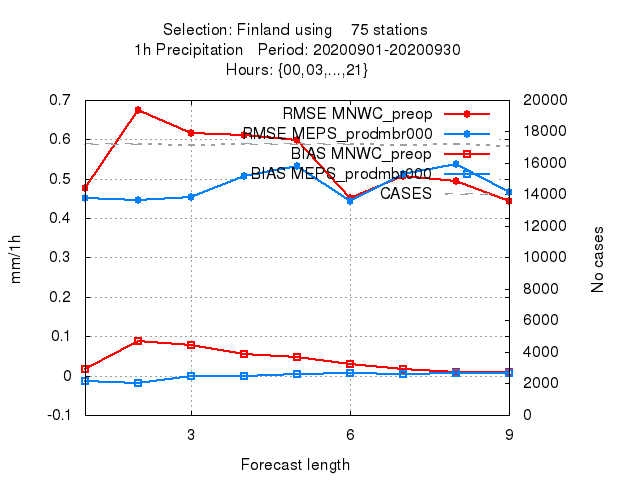 Selection: Finland using    75 stations
1h Precipitation   Period: 20200901-20200930
Hours: {00,03,...,21}
RMSE MNWC_preop
RMSE MEPS_prodmbr000
BIAS MNWC_preop
BIAS MEPS_prodmbr000
CASES
0.7
0.6
0.5
0.4
0.3
0.2
0.1
0
-0.1
mm/1h
20000
18000
16000
14000
12000
10000
8000
6000
4000
2000
0
No cases
3
6
9
Forecast length